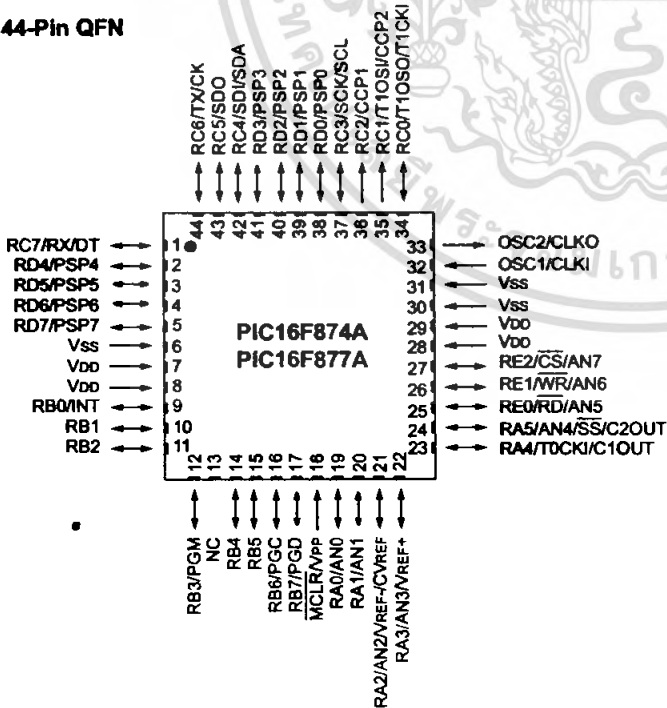 44-Pin QFN
RC6/TX/CK
RC5/SDO
RC4/SDI/SDA
RD3/PSP3
RD2/PSP2
RD1/PSP1
RD0/PSP0
RC3/SCK/SCL
RC2/CCP1
RC1/T1OSI/CCP2
RC0/T1OSO/T1CKI
44 43 42 41 40 39 38 37 36 35 34
RC7/RX/DT 1
RD4/PSP4 2
RD5/PSP5 3
RD6/PSP6 4
RD7/PSP7 5
VSS 6
VDD 7
VDD 8
RB0/INT 9
RB1 10
RB2 11
PIC16F874A
PIC16F877A
33 OSC2/CLKO
32 OSC1/CLKI
31 VSS
30 VSS
29 VDD
28 VDD
27 RE2/C̅S̅/AN7
26 RE1/W̅R̅/AN6
25 RE0/R̅D̅/AN5
24 RA5/AN4/S̅S̅/C2OUT
23 RA4/T0CKI/C1OUT
12 13 14 15 16 17 18 19 20 21 22
RB3/PGM
NC
RB4
RB5
RB6/PGC
RB7/PGD
M̅C̅L̅R̅/VPP
RA0/AN0
RA1/AN1
RA2/AN2/VREF-/CVREF
RA3/AN3/VREF+